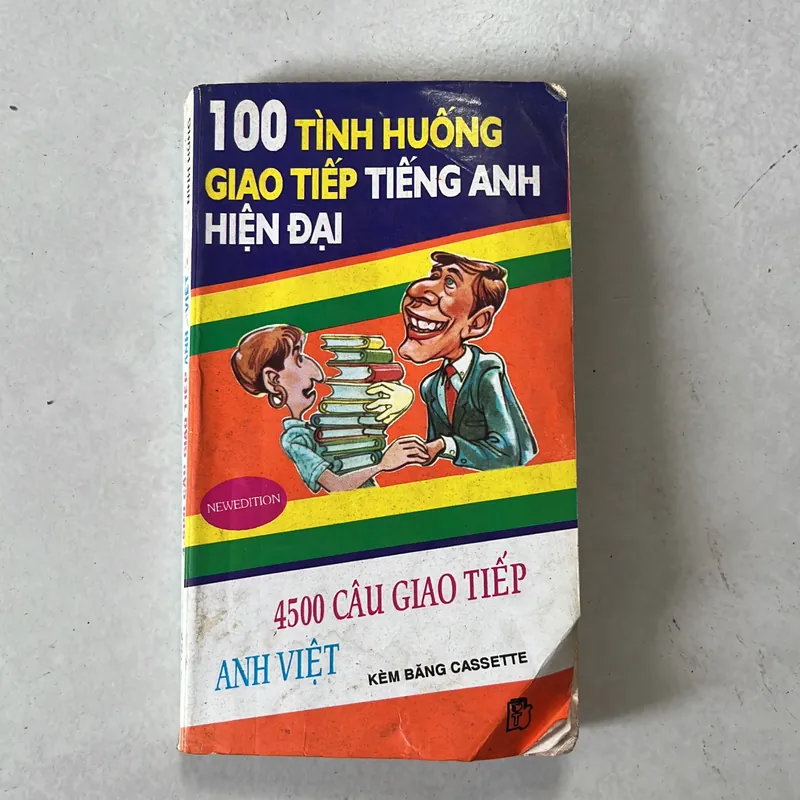 100 TÌNH HUỐNG
GIAO TIẾP TIẾNG ANH
HIỆN ĐẠI
NEWEDITION
4500 CÂU GIAO TIẾP
ANH VIỆT
KÈM BĂNG CASSETTE